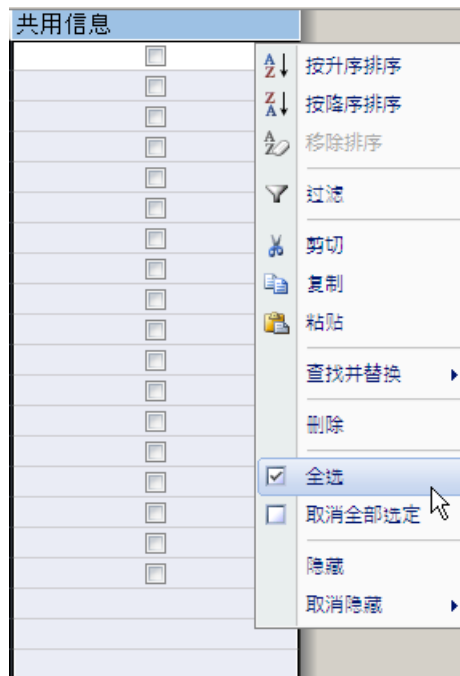 共用信息
按升序排序
按降序排序
移除排序
过滤
剪切
复制
粘贴
查找并替换
删除
全选
取消全部选定
隐藏
取消隐藏